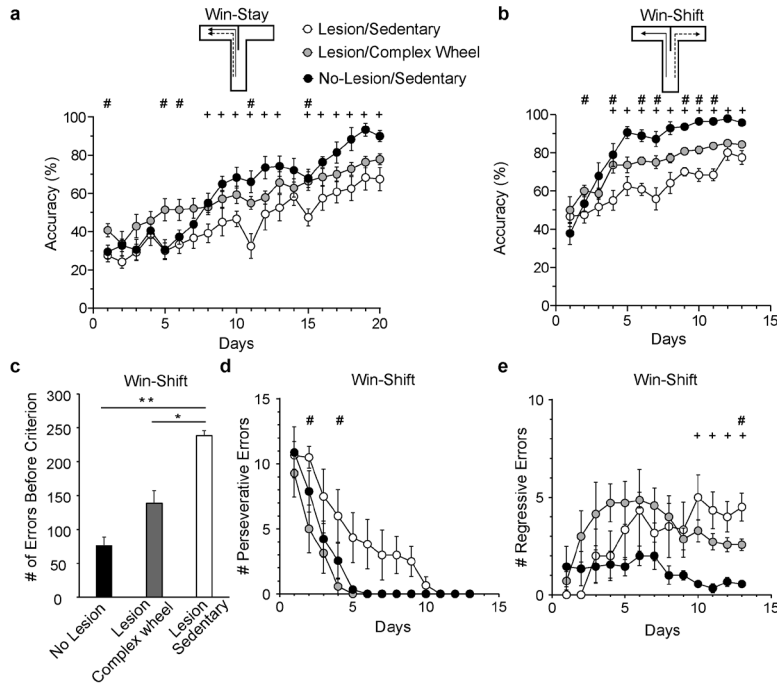 a
Win-Stay
Lesion/Sedentary
Lesion/Complex Wheel
No-Lesion/Sedentary
# # # # #
+ + + + + + + + + + + +
Accuracy (%)
100
80
60
40
20
0
0 5 10 15 20
Days
b
Win-Shift
# # # # # # #
+ + + + + + + + + +
Accuracy (%)
100
80
60
40
20
0
0 5 10 15
Days
c
Win-Shift
**
*
# of Errors Before Criterion
300
250
200
150
100
50
0
No Lesion
Lesion
Complex wheel
Lesion
Sedentary
d
Win-Shift
# #
# Perseverative Errors
15
10
5
0
0 5 10 15
Days
e
Win-Shift
#
+ + + +
# Regressive Errors
10
5
0
0 5 10 15
Days